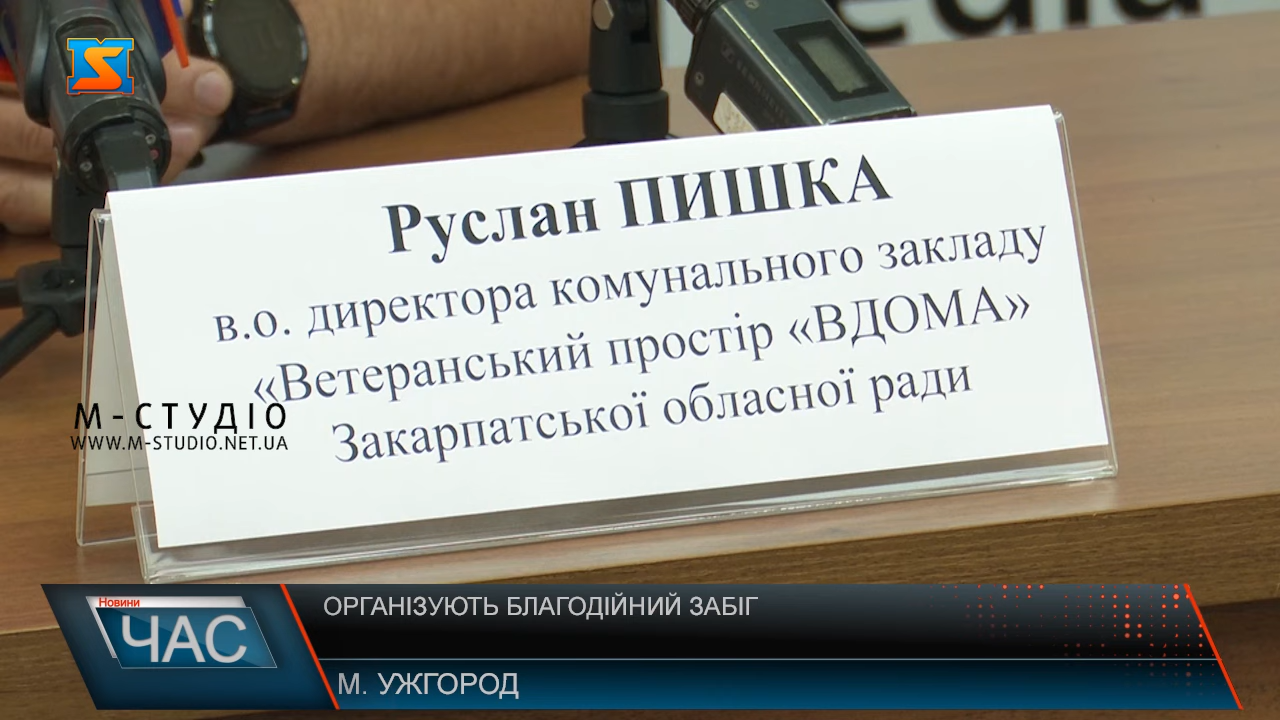 edia
Руслан ПИШКА
в.о. директора комунального закладу
«Ветеранський простір «ВДОМА»
Закарпатської обласної ради
М-СТУДІО
WWW.M-STUDIO.NET.UA
Новини
ЧАС
ОРГАНІЗУЮТЬ БЛАГОДІЙНИЙ ЗАБІГ
М. УЖГОРОД